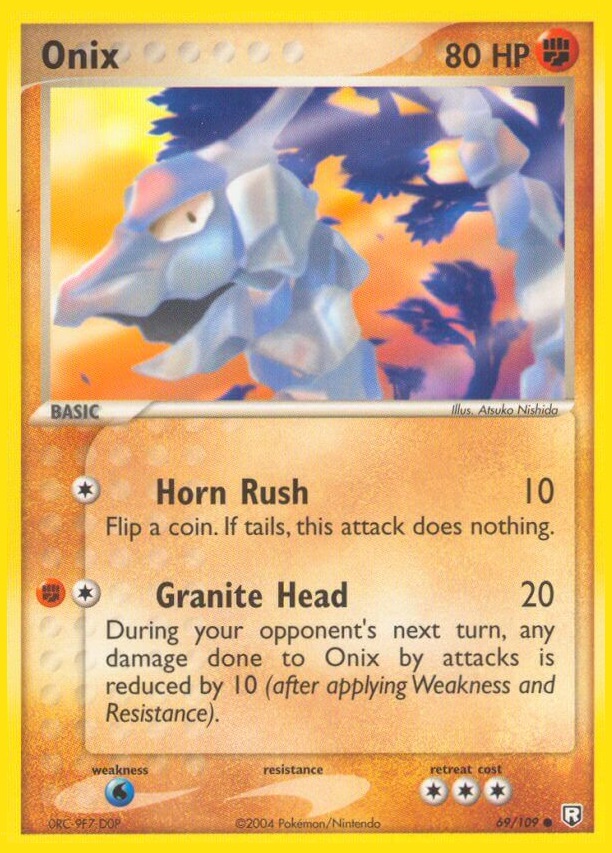 Onix 80 HP
BASIC Illus. Atsuko Nishida
Horn Rush 10
Flip a coin. If tails, this attack does nothing.
Granite Head 20
During your opponent's next turn, any
damage done to Onix by attacks is
reduced by 10 (after applying Weakness and
Resistance).
weakness resistance retreat cost
0RC-9F7-D0P ©2004 Pokémon/Nintendo 69/109 R